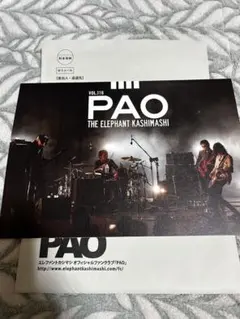 VOL.116
PAO
THE ELEPHANT KASHIMASHI
PAO
エレファントカシマシ・オフィシャルファンクラブ「PAO」
http://www.elephantkashimashi.com/fc/